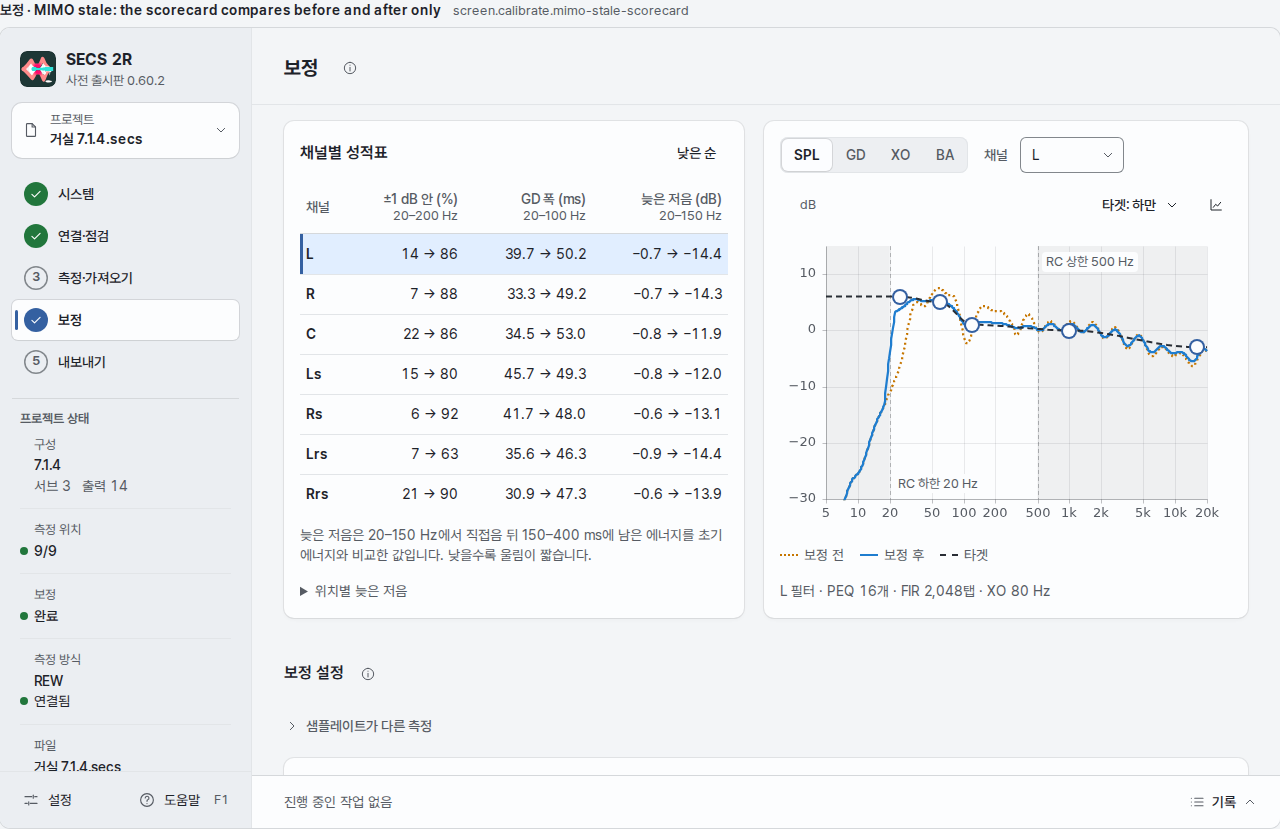 보정 · MIMO stale: the scorecard compares before and after only screen.calibrate.mimo-stale-scorecard
SECS 2R
사전 출시판 0.60.2
프로젝트
거실 7.1.4.secs
시스템
연결·점검
3 측정·가져오기
보정
5 내보내기
프로젝트 상태
구성
7.1.4
서브 3 출력 14
측정 위치
9/9
보정
완료
측정 방식
REW
연결됨
파일
거실 7.1.4.secs
설정 도움말 F1
보정
채널별 성적표 낮은 순
채널 ±1 dB 안 (%) GD 폭 (ms) 늦은 저음 (dB)
20–200 Hz 20–100 Hz 20–150 Hz
L 14 → 86 39.7 → 50.2 −0.7 → −14.4
R 7 → 88 33.3 → 49.2 −0.7 → −14.3
C 22 → 86 34.5 → 53.0 −0.8 → −11.9
Ls 15 → 80 45.7 → 49.3 −0.8 → −12.0
Rs 6 → 92 41.7 → 48.0 −0.6 → −13.1
Lrs 7 → 63 35.6 → 46.3 −0.9 → −14.4
Rrs 21 → 90 30.9 → 47.3 −0.6 → −13.9
늦은 저음은 20–150 Hz에서 직접음 뒤 150–400 ms에 남은 에너지를 초기
에너지와 비교한 값입니다. 낮을수록 울림이 짧습니다.
▶ 위치별 늦은 저음
SPL GD XO BA 채널 L
dB 타겟: 하만
RC 상한 500 Hz
10
0
−10
−20
−30
RC 하한 20 Hz
5 10 20 50 100 200 500 1k 2k 5k 10k 20k
보정 전 보정 후 타겟
L 필터 · PEQ 16개 · FIR 2,048탭 · XO 80 Hz
보정 설정
샘플레이트가 다른 측정
진행 중인 작업 없음 기록